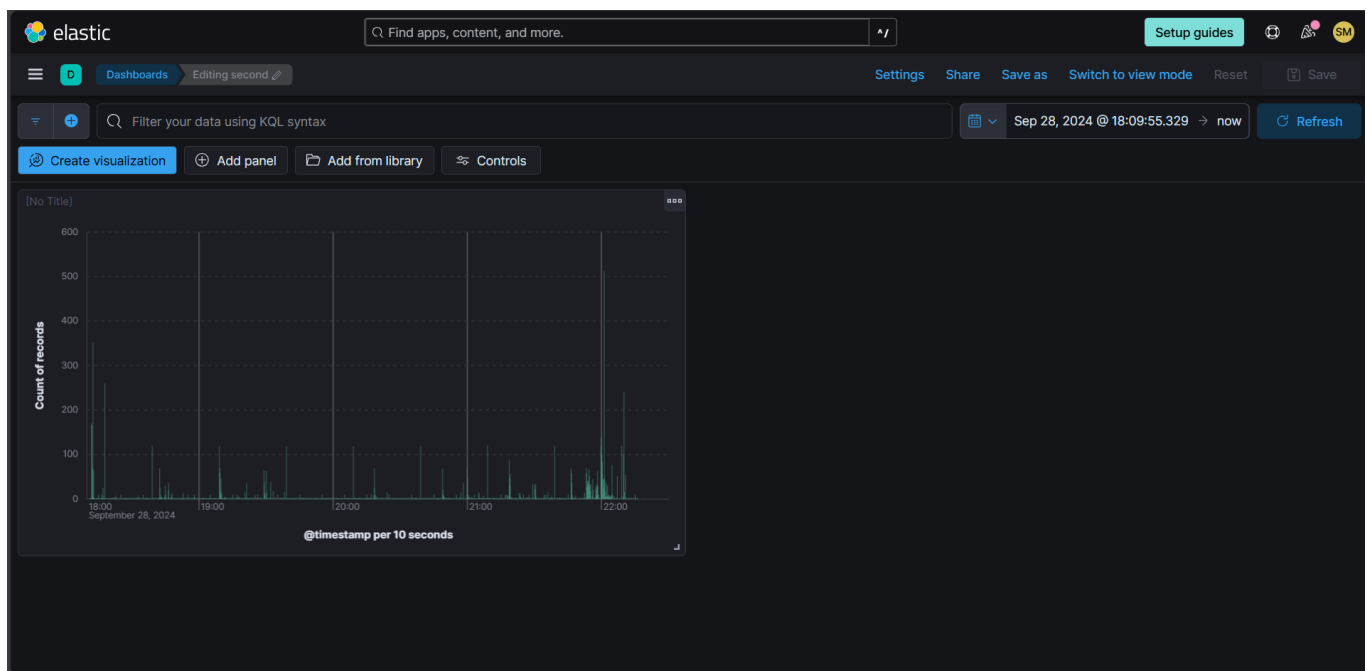 elastic
Find apps, content, and more.
^/
Setup guides
SM
D
Dashboards
Editing second
Settings
Share
Save as
Switch to view mode
Reset
Save
Filter your data using KQL syntax
Sep 28, 2024 @ 18:09:55.329 → now
Refresh
Create visualization
Add panel
Add from library
Controls
[No Title]
600
500
400
300
200
100
0
Count of records
18:00
September 28, 2024
19:00
20:00
21:00
22:00
@timestamp per 10 seconds